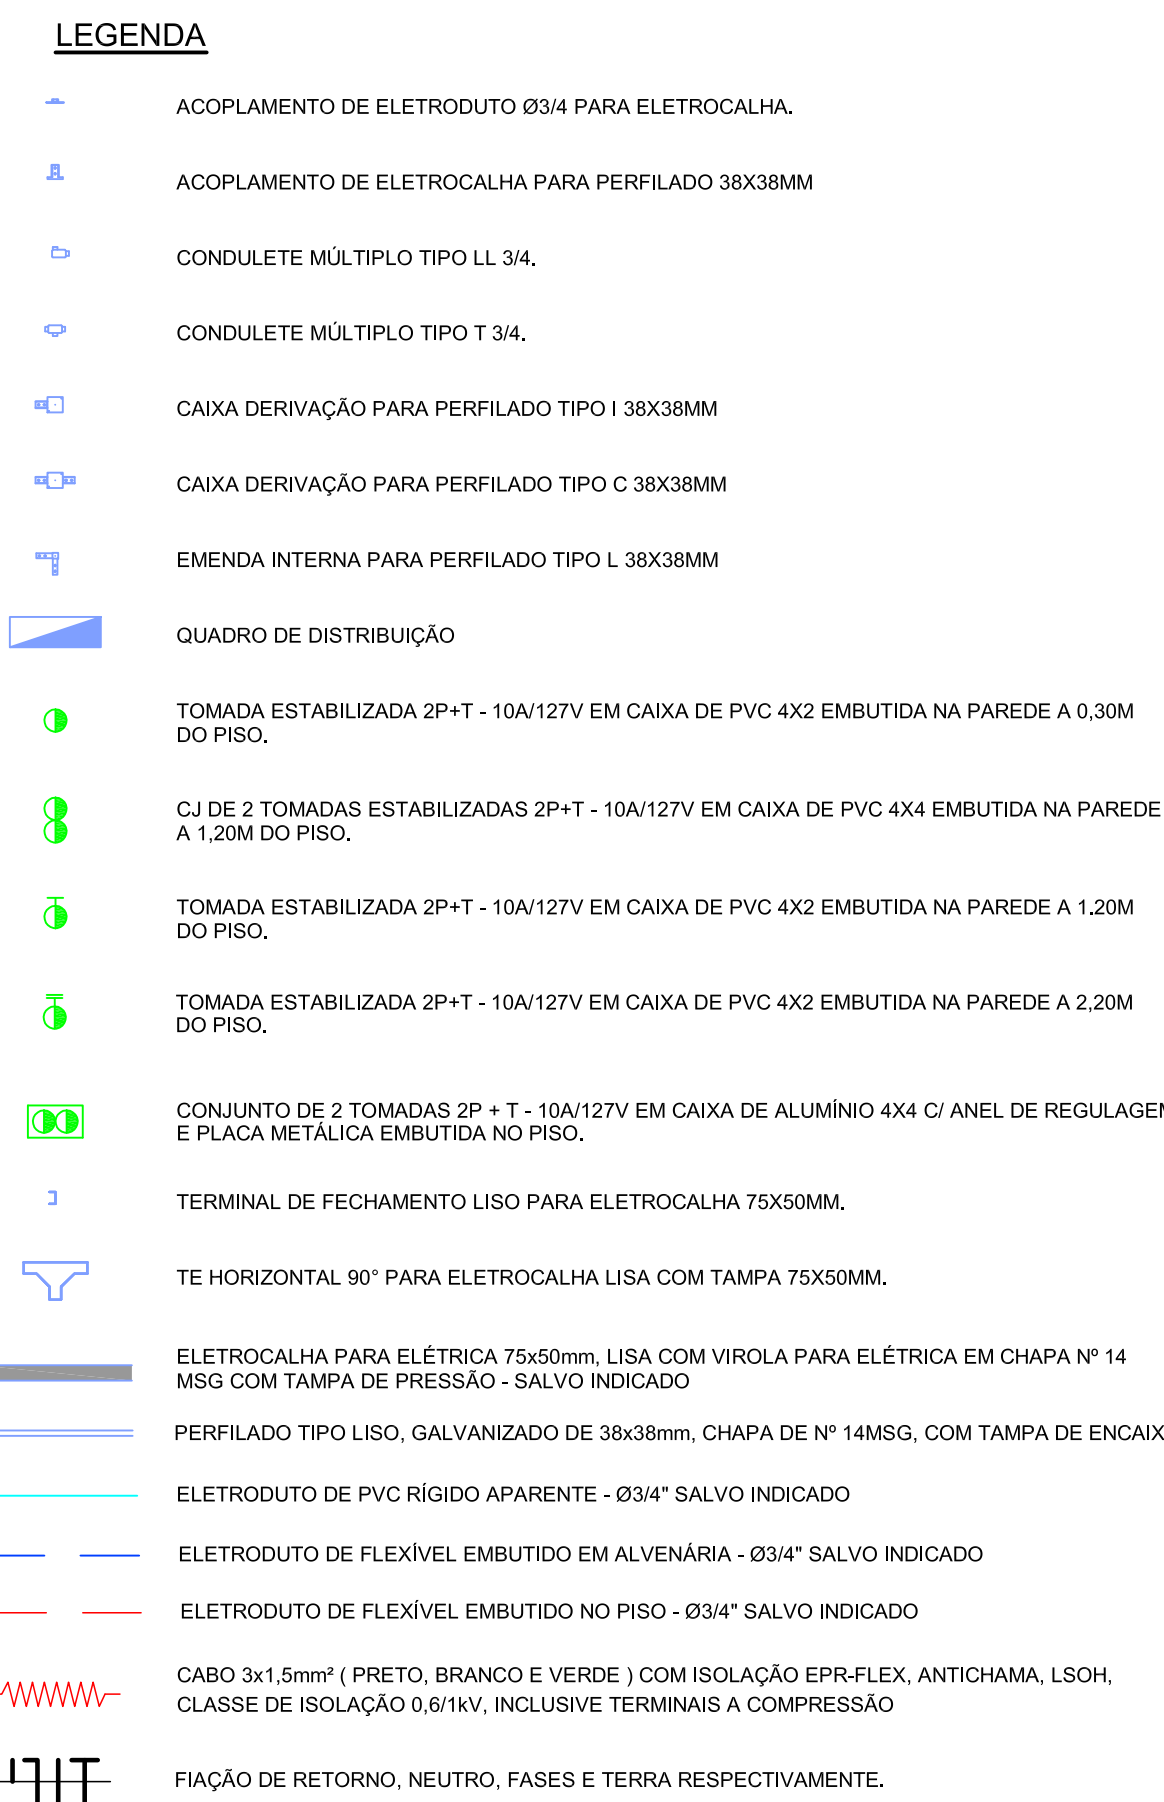 LEGENDA
ACOPLAMENTO DE ELETRODUTO Ø3/4 PARA ELETROCALHA.
ACOPLAMENTO DE ELETROCALHA PARA PERFILADO 38X38MM
CONDULETE MÚLTIPLO TIPO LL 3/4.
CONDULETE MÚLTIPLO TIPO T 3/4.
CAIXA DERIVAÇÃO PARA PERFILADO TIPO I 38X38MM
CAIXA DERIVAÇÃO PARA PERFILADO TIPO C 38X38MM
EMENDA INTERNA PARA PERFILADO TIPO L 38X38MM
QUADRO DE DISTRIBUIÇÃO
TOMADA ESTABILIZADA 2P+T - 10A/127V EM CAIXA DE PVC 4X2 EMBUTIDA NA PAREDE A 0,30M
DO PISO.
CJ DE 2 TOMADAS ESTABILIZADAS 2P+T - 10A/127V EM CAIXA DE PVC 4X4 EMBUTIDA NA PAREDE
A 1,20M DO PISO.
TOMADA ESTABILIZADA 2P+T - 10A/127V EM CAIXA DE PVC 4X2 EMBUTIDA NA PAREDE A 1.20M
DO PISO.
TOMADA ESTABILIZADA 2P+T - 10A/127V EM CAIXA DE PVC 4X2 EMBUTIDA NA PAREDE A 2,20M
DO PISO.
CONJUNTO DE 2 TOMADAS 2P + T - 10A/127V EM CAIXA DE ALUMÍNIO 4X4 C/ ANEL DE REGULAGEM
E PLACA METÁLICA EMBUTIDA NO PISO.
TERMINAL DE FECHAMENTO LISO PARA ELETROCALHA 75X50MM.
TE HORIZONTAL 90° PARA ELETROCALHA LISA COM TAMPA 75X50MM.
ELETROCALHA PARA ELÉTRICA 75x50mm, LISA COM VIROLA PARA ELÉTRICA EM CHAPA Nº 14
MSG COM TAMPA DE PRESSÃO - SALVO INDICADO
PERFILADO TIPO LISO, GALVANIZADO DE 38x38mm, CHAPA DE Nº 14MSG, COM TAMPA DE ENCAIX
ELETRODUTO DE PVC RÍGIDO APARENTE - Ø3/4" SALVO INDICADO
ELETRODUTO DE FLEXÍVEL EMBUTIDO EM ALVENÁRIA - Ø3/4" SALVO INDICADO
ELETRODUTO DE FLEXÍVEL EMBUTIDO NO PISO - Ø3/4" SALVO INDICADO
CABO 3x1,5mm² ( PRETO, BRANCO E VERDE ) COM ISOLAÇÃO EPR-FLEX, ANTICHAMA, LSOH,
CLASSE DE ISOLAÇÃO 0,6/1kV, INCLUSIVE TERMINAIS A COMPRESSÃO
FIAÇÃO DE RETORNO, NEUTRO, FASES E TERRA RESPECTIVAMENTE.